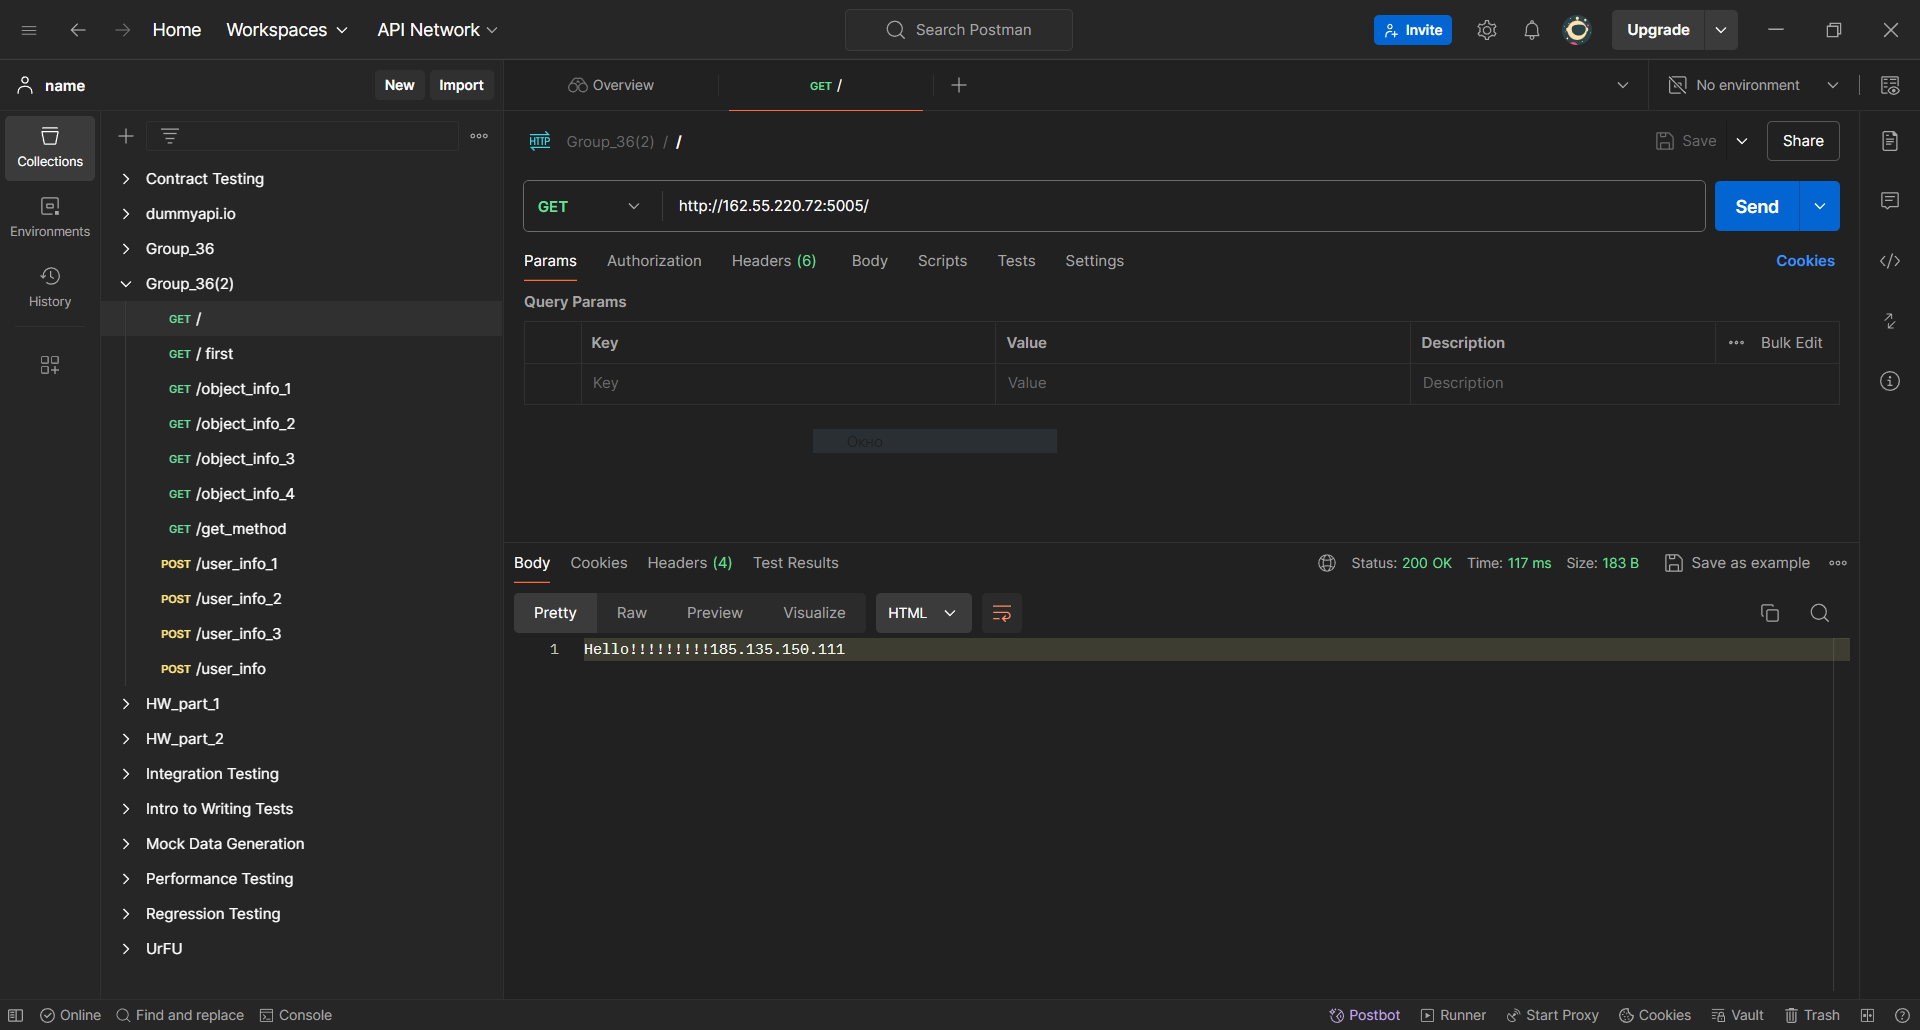 Home Workspaces API Network Search Postman Invite Upgrade
name New Import Overview GET / No environment
Collections
Environments
History
Contract Testing
dummyapi.io
Group_36
Group_36(2)
GET /
GET / first
GET /object_info_1
GET /object_info_2
GET /object_info_3
GET /object_info_4
GET /get_method
POST /user_info_1
POST /user_info_2
POST /user_info_3
POST /user_info
HW_part_1
HW_part_2
Integration Testing
Intro to Writing Tests
Mock Data Generation
Performance Testing
Regression Testing
UrFU
HTTP Group_36(2) / / Save Share
GET http://162.55.220.72:5005/ Send
Params Authorization Headers (6) Body Scripts Tests Settings Cookies
Query Params
Key Value Description Bulk Edit
Key Value Description
Окно
Body Cookies Headers (4) Test Results Status: 200 OK Time: 117 ms Size: 183 B Save as example
Pretty Raw Preview Visualize HTML
1 Hello!!!!!!!!!185.135.150.111
Online Find and replace Console Postbot Runner Start Proxy Cookies Vault Trash